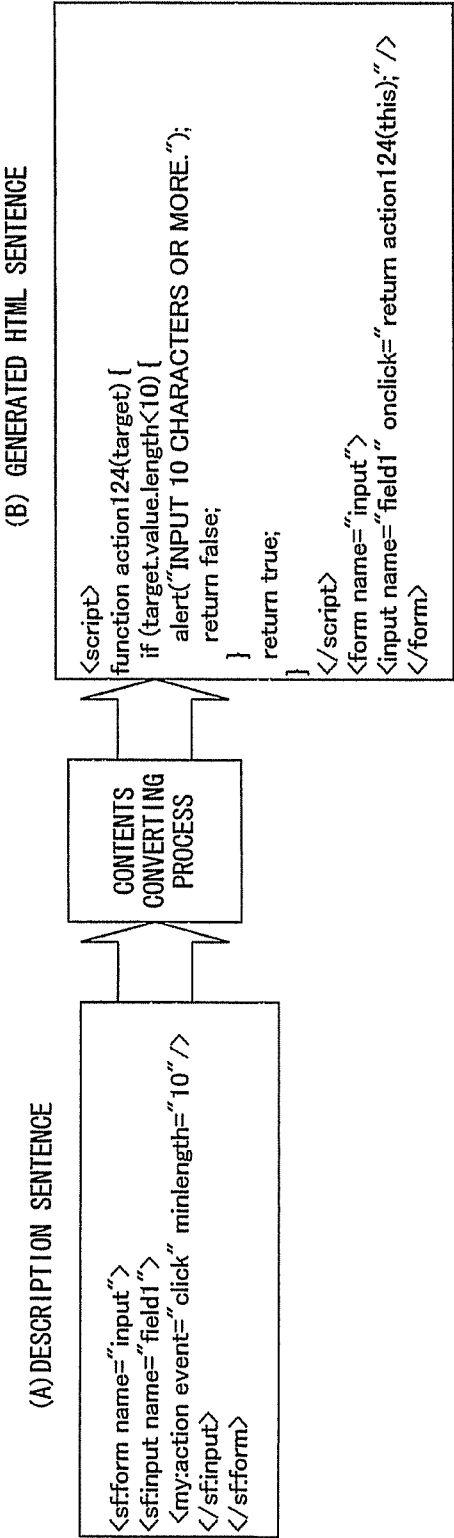 (A) DESCRIPTION SENTENCE
<sf:form name="input">
<sf:input name="field1">
<my:action event="click" minlength="10"/>
</sf:input>
</sf:form>
CONTENTS
CONVERTING
PROCESS
(B) GENERATED HTML SENTENCE
<script>
function action124(target) {
if (target.value.length<10) {
alert("INPUT 10 CHARACTERS OR MORE.");
return false;
}
return true;
}
</script>
<form name="input">
<input name="field1" onclick="return action124(this);"/>
</form>